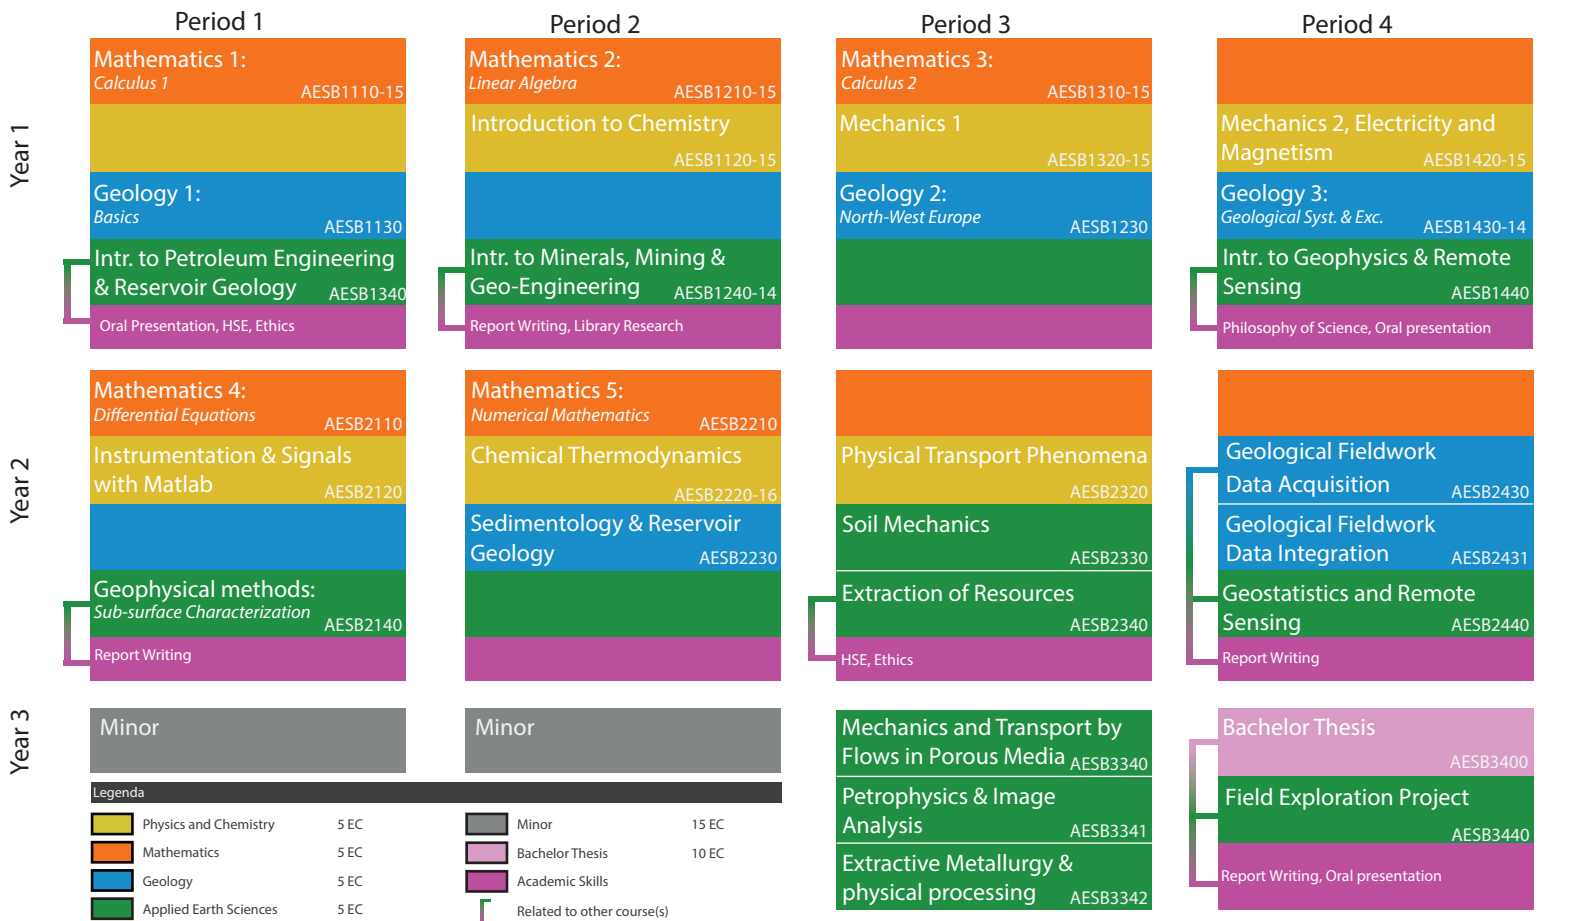 Period 1
Period 2
Period 3
Period 4
Year 1
Mathematics 1:
Calculus 1
AESB1110-15
Mathematics 2:
Linear Algebra
AESB1210-15
Mathematics 3:
Calculus 2
AESB1310-15
Introduction to Chemistry
AESB1120-15
Mechanics 1
AESB1320-15
Mechanics 2, Electricity and
Magnetism
AESB1420-15
Geology 1:
Basics
AESB1130
Geology 2:
North-West Europe
AESB1230
Geology 3:
Geological Syst. & Exc.
AESB1430-14
Intr. to Petroleum Engineering
& Reservoir Geology
AESB1340
Intr. to Minerals, Mining &
Geo-Engineering
AESB1240-14
Intr. to Geophysics & Remote
Sensing
AESB1440
Oral Presentation, HSE, Ethics
Report Writing, Library Research
Philosophy of Science, Oral presentation
Year 2
Mathematics 4:
Differential Equations
AESB2110
Mathematics 5:
Numerical Mathematics
AESB2210
Instrumentation & Signals
with Matlab
AESB2120
Chemical Thermodynamics
AESB2220-16
Physical Transport Phenomena
AESB2320
Geological Fieldwork
Data Acquisition
AESB2430
Sedimentology & Reservoir
Geology
AESB2230
Soil Mechanics
AESB2330
Geological Fieldwork
Data Integration
AESB2431
Geophysical methods:
Sub-surface Characterization
AESB2140
Extraction of Resources
AESB2340
Geostatistics and Remote
Sensing
AESB2440
Report Writing
HSE, Ethics
Report Writing
Year 3
Minor
Minor
Mechanics and Transport by
Flows in Porous Media
AESB3340
Bachelor Thesis
AESB3400
Petrophysics & Image
Analysis
AESB3341
Field Exploration Project
AESB3440
Extractive Metallurgy &
physical processing
AESB3342
Report Writing, Oral presentation
Legenda
Physics and Chemistry 5 EC
Mathematics 5 EC
Geology 5 EC
Applied Earth Sciences 5 EC
Minor 15 EC
Bachelor Thesis 10 EC
Academic Skills
Related to other course(s)